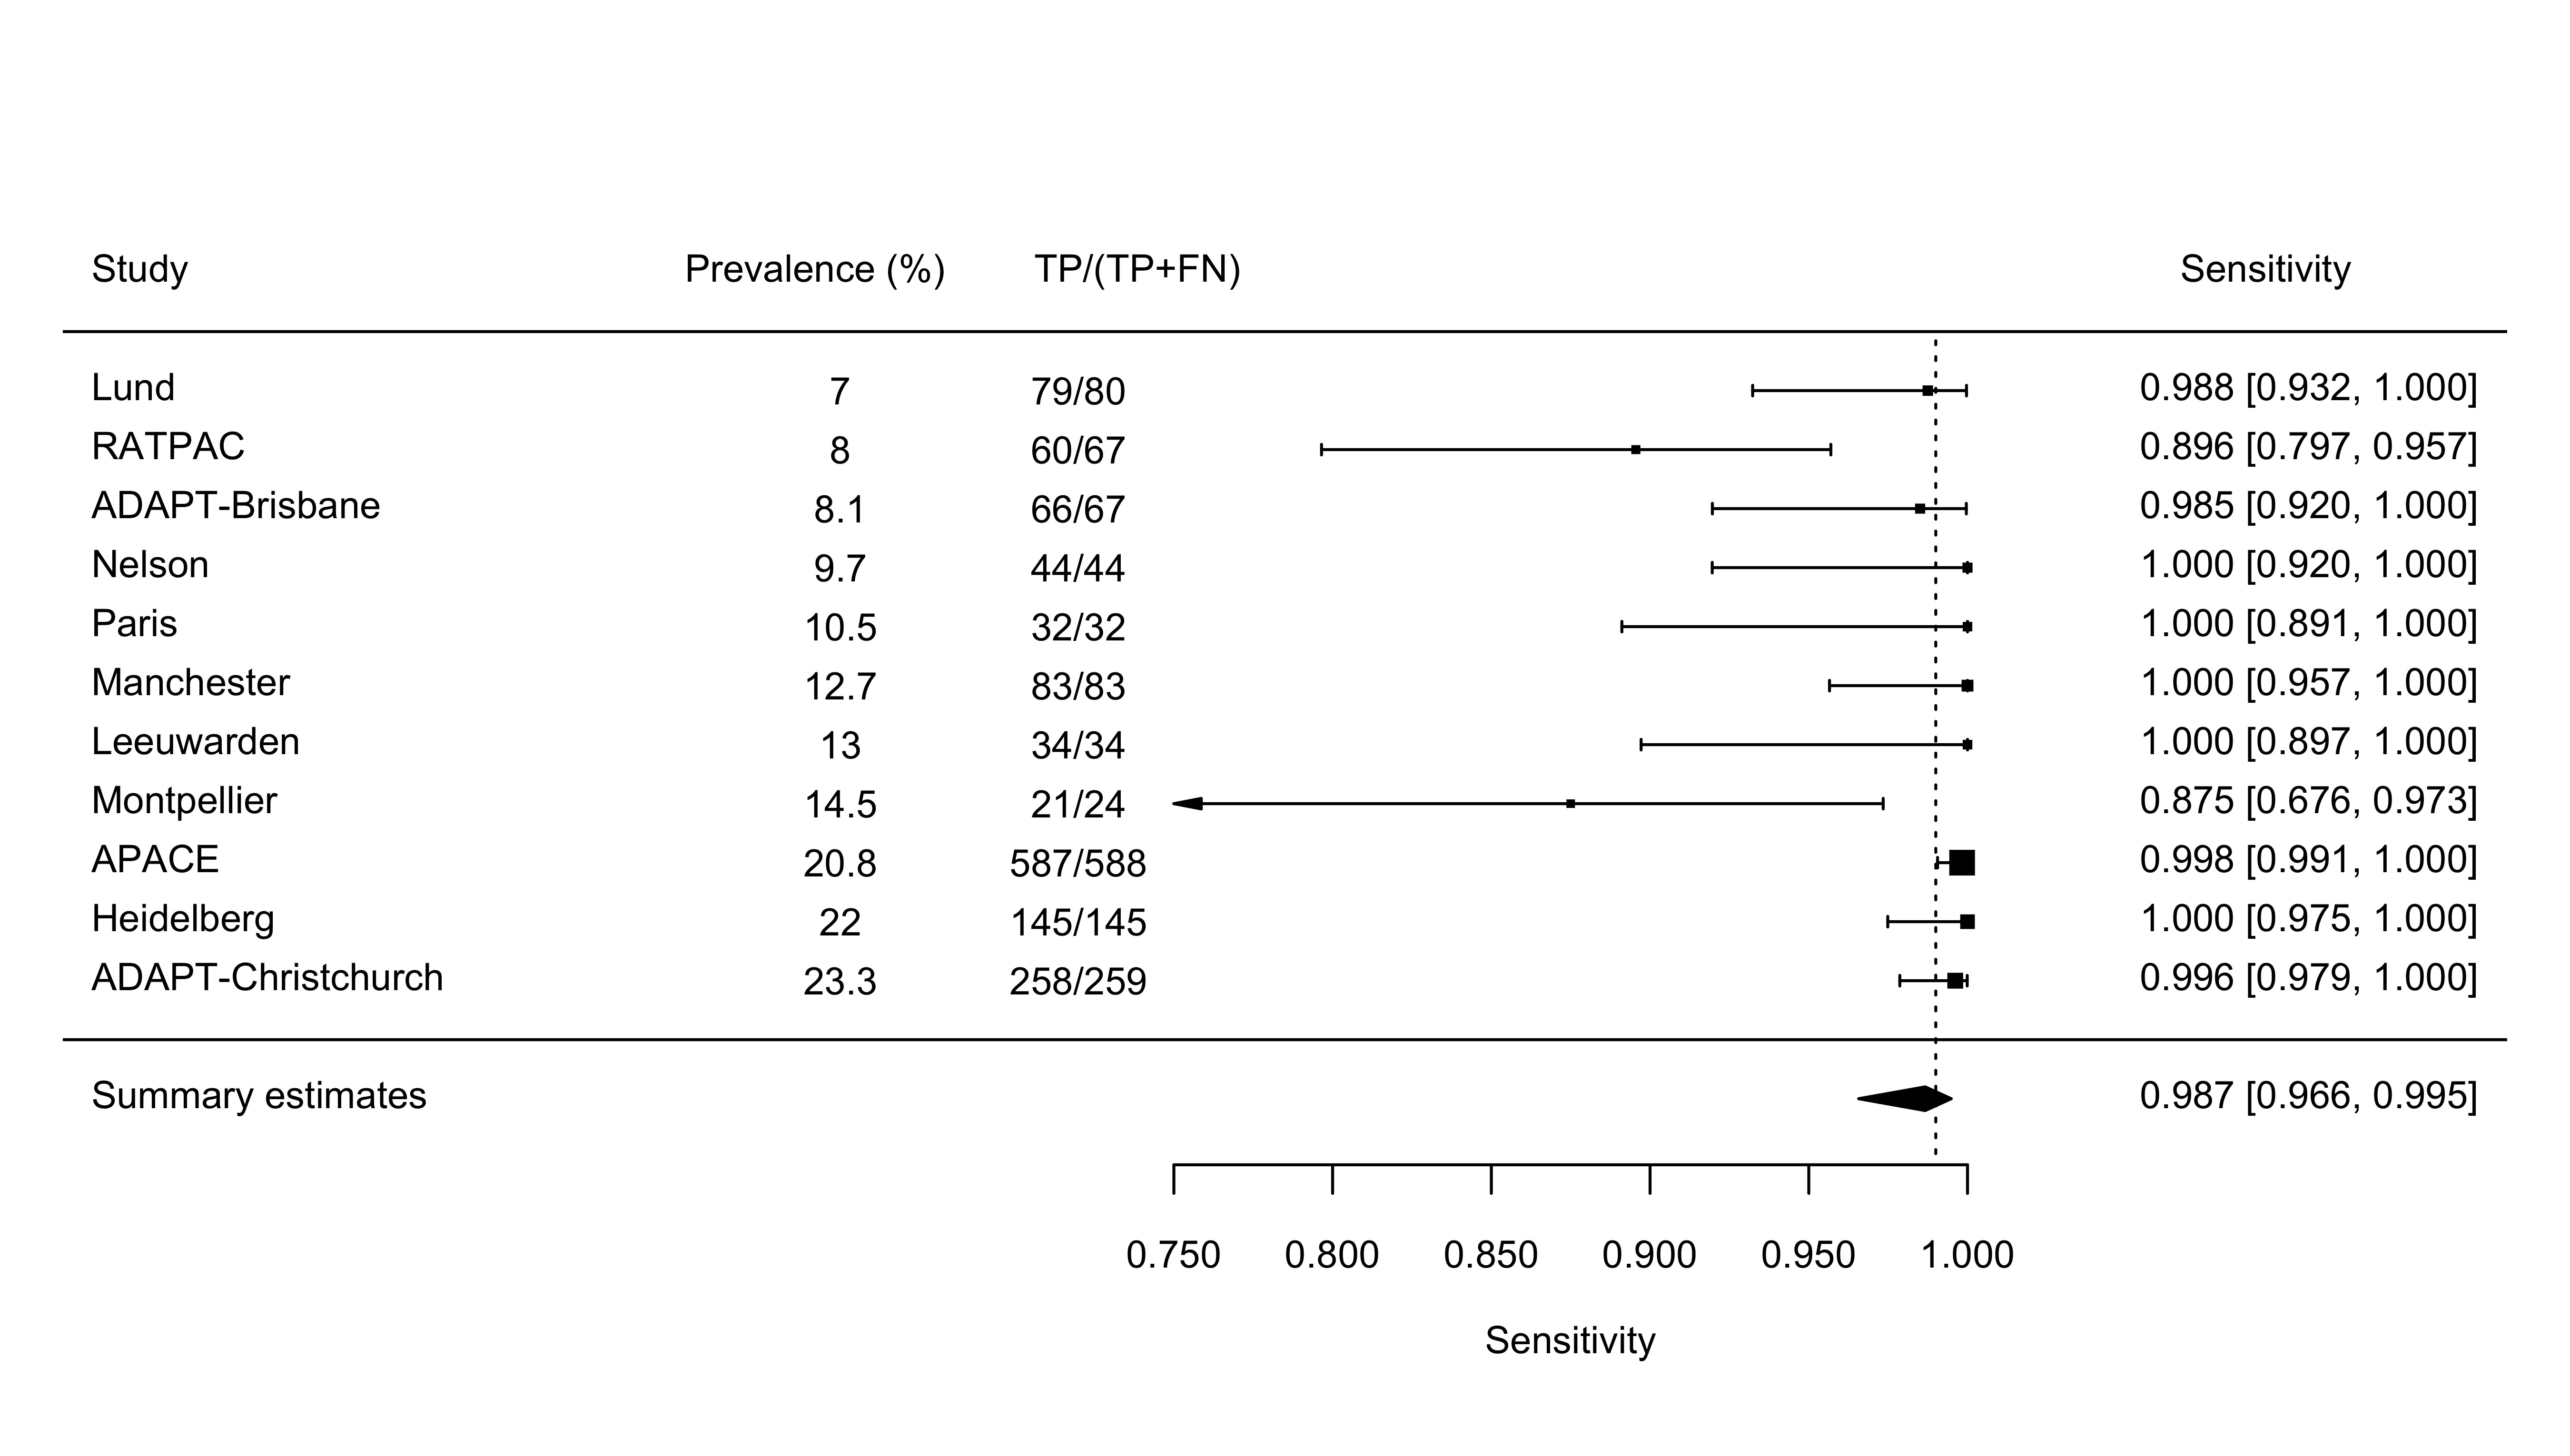 Study Prevalence (%) TP/(TP+FN) Sensitivity
Lund 7 79/80 0.988 [0.932, 1.000]
RATPAC 8 60/67 0.896 [0.797, 0.957]
ADAPT-Brisbane 8.1 66/67 0.985 [0.920, 1.000]
Nelson 9.7 44/44 1.000 [0.920, 1.000]
Paris 10.5 32/32 1.000 [0.891, 1.000]
Manchester 12.7 83/83 1.000 [0.957, 1.000]
Leeuwarden 13 34/34 1.000 [0.897, 1.000]
Montpellier 14.5 21/24 0.875 [0.676, 0.973]
APACE 20.8 587/588 0.998 [0.991, 1.000]
Heidelberg 22 145/145 1.000 [0.975, 1.000]
ADAPT-Christchurch 23.3 258/259 0.996 [0.979, 1.000]
Summary estimates 0.987 [0.966, 0.995]
0.750 0.800 0.850 0.900 0.950 1.000
Sensitivity